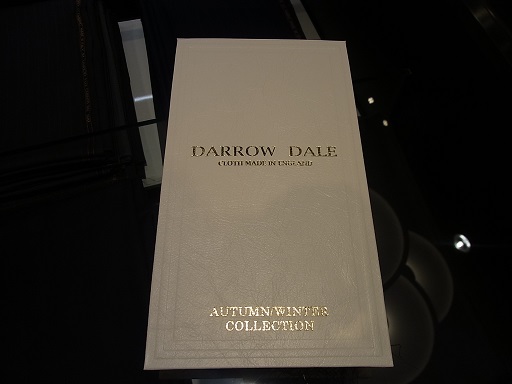 DARROW DALE
CLOTH MADE IN ENGLAND
AUTUMN/WINTER
COLLECTION